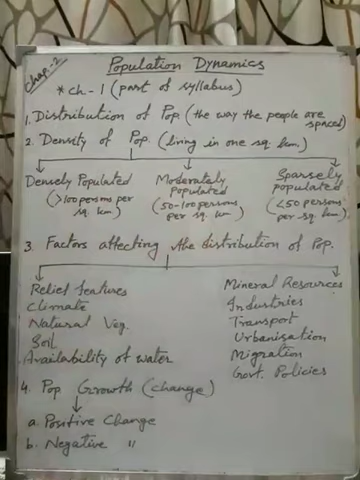 Chap.-2
Population Dynamics
* ch-1 (part of syllabus)
1. Distribution of Pop. (the way the people are spaced)
2. Density of Pop. (living in one sq. km.)
Densely Populated
(>100 persons per sq. km.)
Moderately Populated
(50-100 persons per sq. km)
Sparsely populated
(<50 persons per sq. km)
3. Factors affecting the distribution of Pop.
Relief features
Climate
Natural Veg.
Soil
Availability of water
Mineral Resources
Industries
Transport
Urbanisation
Migration
Govt. Policies
4. Pop. Growth (change)
a. Positive Change
b. Negative "